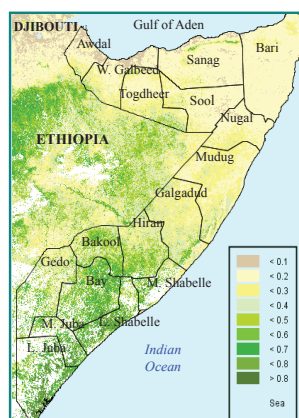 Gulf of Aden
DJIBOUTI
Awdal
Bari
Sanag
W. Galbeed
Togdheer
Sool
Nugal
ETHIOPIA
Mudug
Galgadud
Hiran
Bakool
Gedo
Bay
M. Shabelle
M. Juba
L. Shabelle
L. Juba
Indian
Ocean
< 0.1
< 0.2
< 0.3
< 0.4
< 0.5
< 0.6
< 0.7
< 0.8
> 0.8
Sea